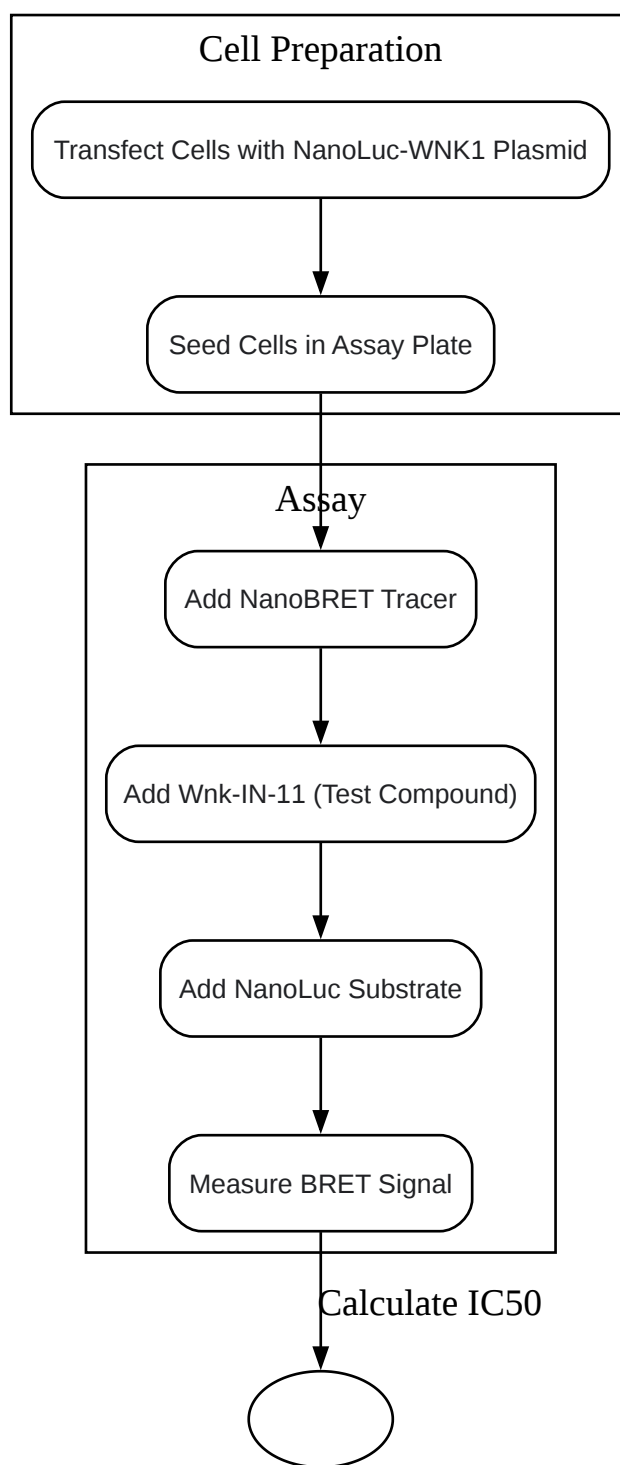 Cell Preparation
Transfect Cells with NanoLuc-WNK1 Plasmid
Seed Cells in Assay Plate
Assay
Add NanoBRET Tracer
Add Wnk-IN-11 (Test Compound)
Add NanoLuc Substrate
Measure BRET Signal
Calculate IC50